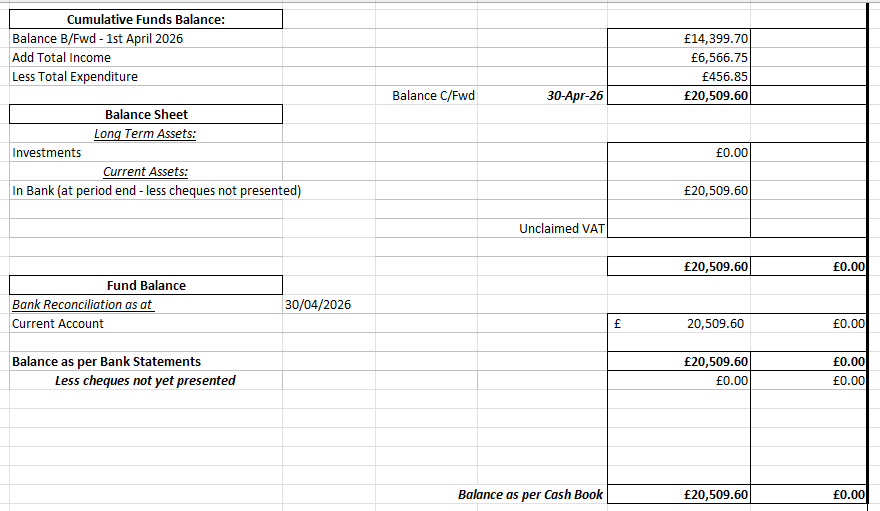 Cumulative Funds Balance:
Balance B/Fwd - 1st April 2026 £14,399.70
Add Total Income £6,566.75
Less Total Expenditure £456.85
Balance C/Fwd 30-Apr-26 £20,509.60
Balance Sheet
Long Term Assets:
Investments £0.00
Current Assets:
In Bank (at period end - less cheques not presented) £20,509.60
Unclaimed VAT
£20,509.60 £0.00
Fund Balance
Bank Reconciliation as at 30/04/2026
Current Account £ 20,509.60 £0.00
Balance as per Bank Statements £20,509.60 £0.00
Less cheques not yet presented £0.00 £0.00
Balance as per Cash Book £20,509.60 £0.00